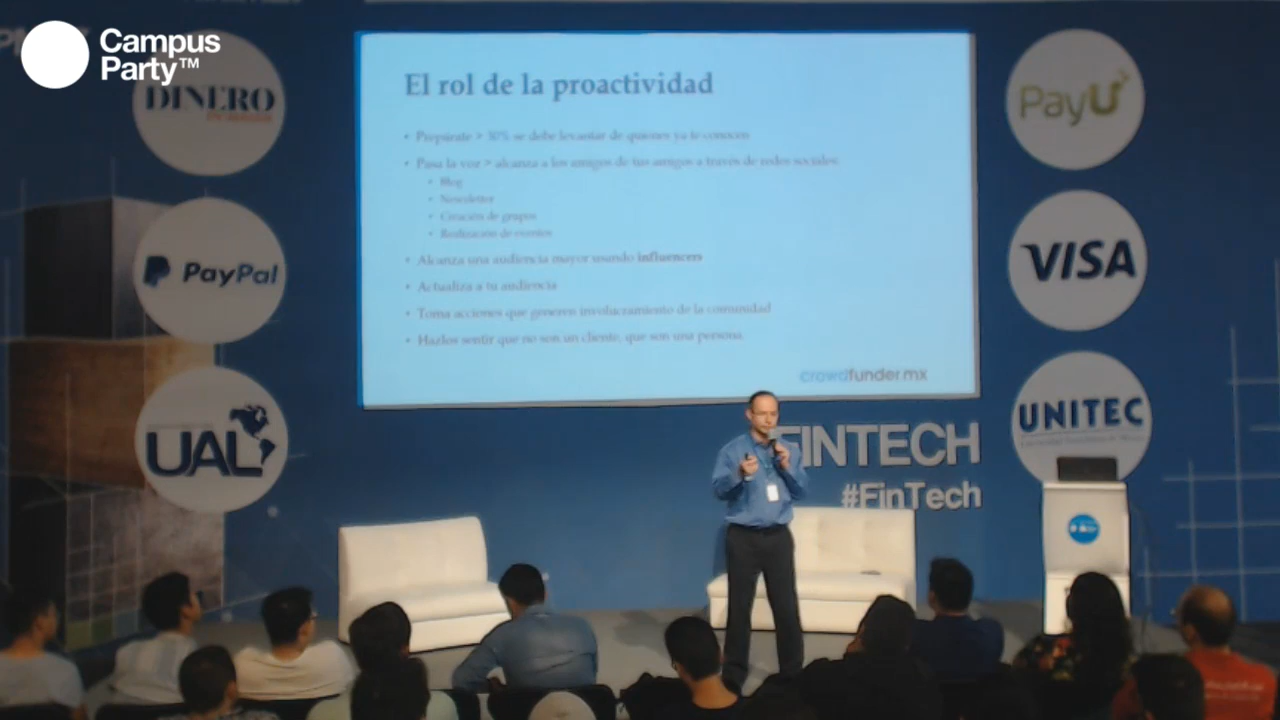 Campus
Party™
DINERO
PayPal
UAL
El rol de la proactividad
• Prepárate > 30% se debe levantar de quienes ya te conocen
• Pasa la voz > alcanza a los amigos de tus amigos a través de redes sociales
• Blog
• Newsletter
• Creación de grupos
• Realización de eventos
• Alcanza una audiencia mayor usando influencers
• Actualiza a tu audiencia
• Toma acciones que generen involucramiento de la comunidad
• Hazlos sentir que no son un cliente, que son una persona.
crowdfunder.mx
FINTECH
#FinTech
PayU
VISA
UNITEC